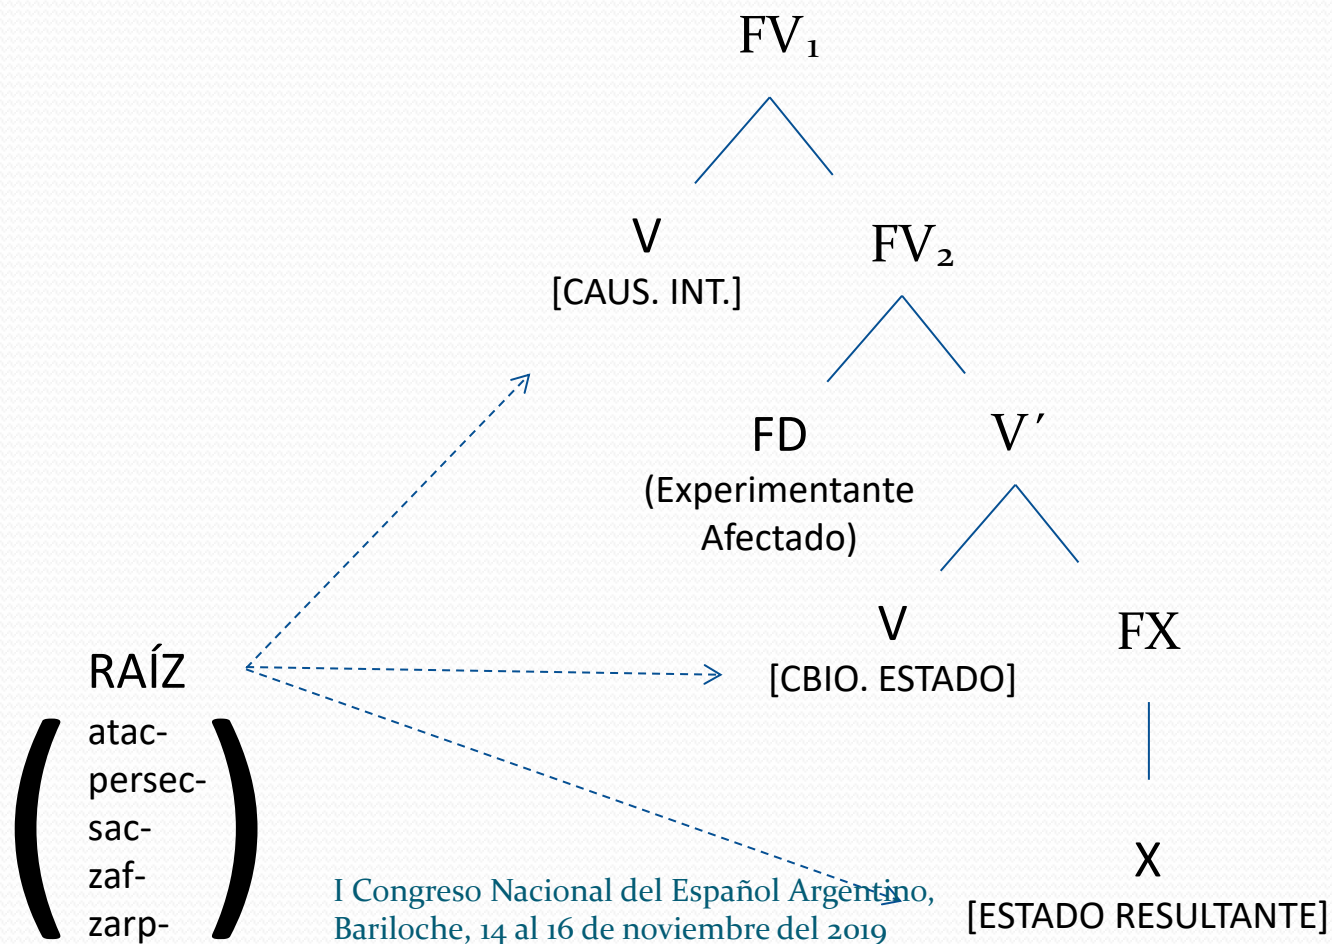 FV₁
V
[CAUS. INT.]
FV₂
FD
(Experimentante
Afectado)
V´
V
[CBIO. ESTADO]
FX
RAÍZ
atac-
persec-
sac-
zaf-
zarp-
X
[ESTADO RESULTANTE]
I Congreso Nacional del Español Argentino,
Bariloche, 14 al 16 de noviembre del 2019